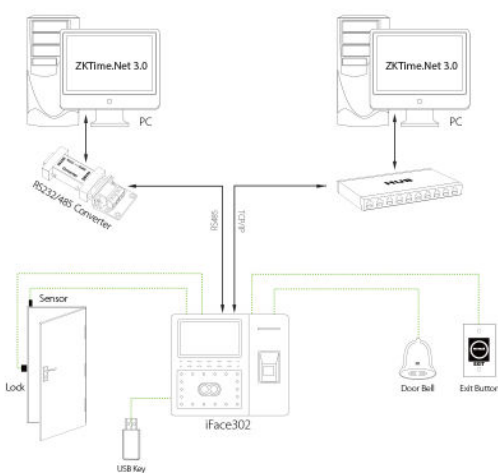 ZKTime.Net 3.0
ZKTime.Net 3.0
PC
PC
HUB
RS232/485 Converter
RS485
TCP/IP
Sensor
Lock
iFace302
Door Bell
Exit Button
USB Key